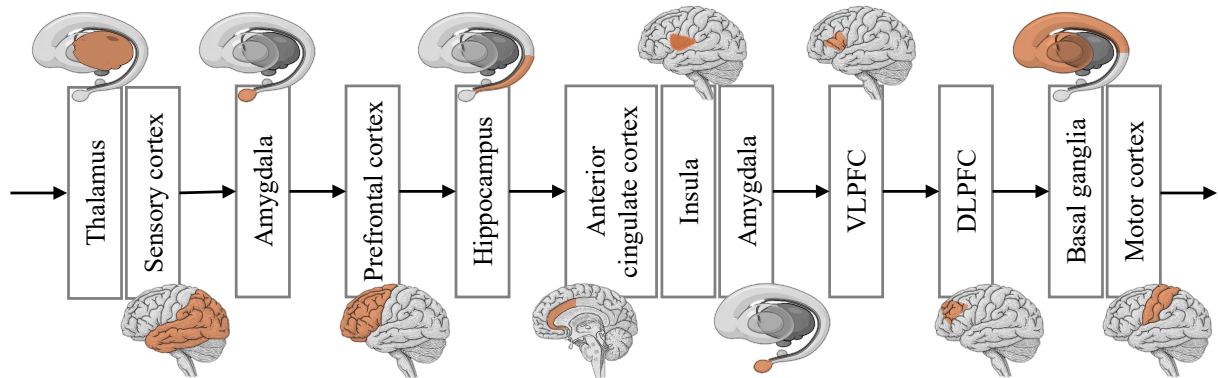 Thalamus
Sensory cortex
Amygdala
Prefrontal cortex
Hippocampus
Anterior
cingulate cortex
Insula
Amygdala
VLPFC
DLPFC
Basal ganglia
Motor cortex